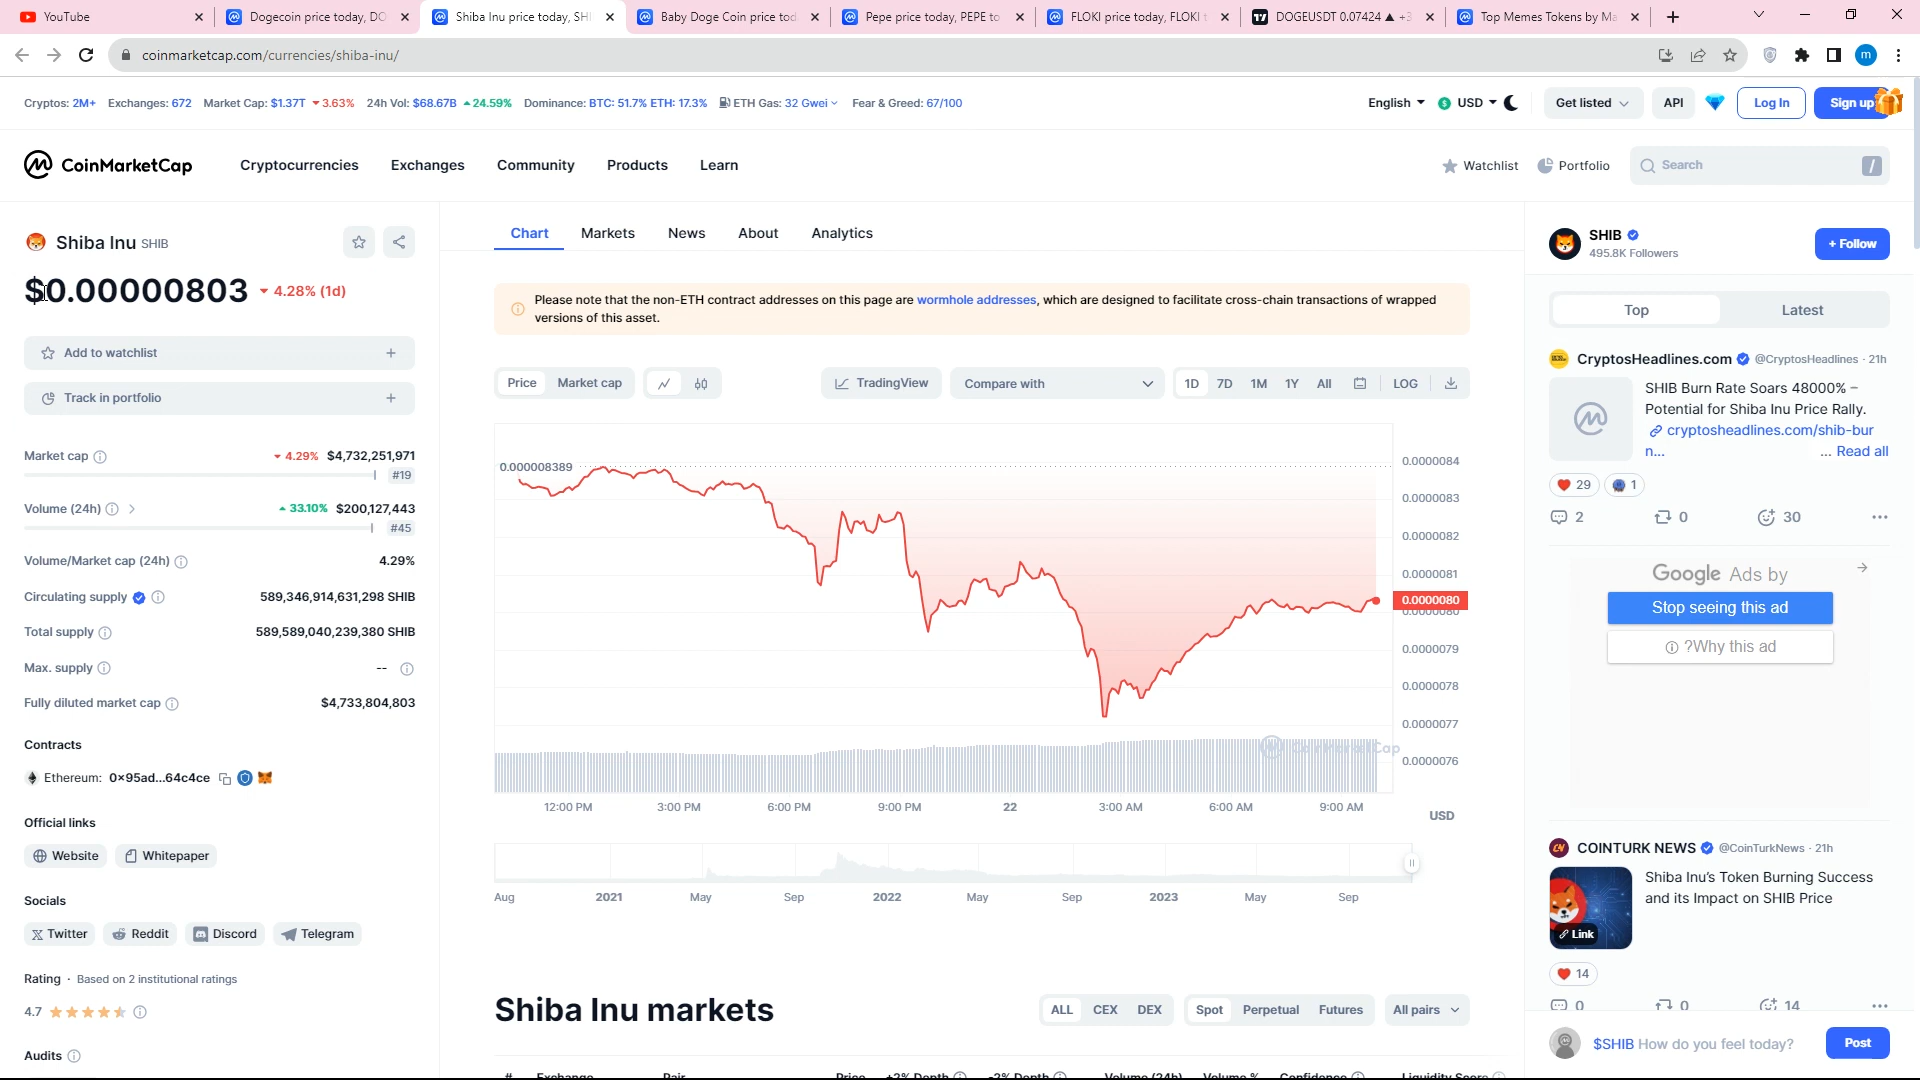 YouTube
Dogecoin price today, DO
Shiba Inu price today, SHI
Baby Doge Coin price tod
Pepe price today, PEPE to
FLOKI price today, FLOKI t
DOGEUSDT 0.07424 ▲ +3
Top Memes Tokens by Ma
coinmarketcap.com/currencies/shiba-inu/
m
Cryptos: 2M+ Exchanges: 672 Market Cap: $1.37T 3.63% 24h Vol: $68.67B 24.59% Dominance: BTC: 51.7% ETH: 17.3% ETH Gas: 32 Gwei Fear & Greed: 67/100
English USD Get listed API Log In Sign up
CoinMarketCap Cryptocurrencies Exchanges Community Products Learn Watchlist Portfolio Search /
Shiba Inu SHIB
$0.00000803 4.28% (1d)
Add to watchlist +
Track in portfolio +
Market cap 4.29% $4,732,251,971
#19
Volume (24h) 33.10% $200,127,443
#45
Volume/Market cap (24h) 4.29%
Circulating supply 589,346,914,631,298 SHIB
Total supply 589,589,040,239,380 SHIB
Max. supply --
Fully diluted market cap $4,733,804,803
Contracts
Ethereum: 0x95ad...64c4ce
Official links
Website Whitepaper
Socials
Twitter Reddit Discord Telegram
Rating · Based on 2 institutional ratings
4.7
Audits
Chart Markets News About Analytics
Please note that the non-ETH contract addresses on this page are wormhole addresses, which are designed to facilitate cross-chain transactions of wrapped
versions of this asset.
Price Market cap TradingView Compare with 1D 7D 1M 1Y All LOG
0.000008389
0.0000084
0.0000083
0.0000082
0.0000081
0.0000080
0.0000079
0.0000078
0.0000077
0.0000076
CoinMarketCap
12:00 PM 3:00 PM 6:00 PM 9:00 PM 22 3:00 AM 6:00 AM 9:00 AM
USD
Aug 2021 May Sep 2022 May Sep 2023 May Sep
Shiba Inu markets ALL CEX DEX Spot Perpetual Futures All pairs
# Exchange Pair Price +2% Depth -2% Depth Volume (24h) Volume % Confidence Liquidity Score
SHIB
495.8K Followers
+ Follow
Top Latest
CryptosHeadlines.com @CryptosHeadlines · 21h
SHIB Burn Rate Soars 48000% –
Potential for Shiba Inu Price Rally.
cryptosheadlines.com/shib-bur
n... ... Read all
29 1
2 0 30
Google Ads by
Stop seeing this ad
?Why this ad
COINTURK NEWS @CoinTurkNews · 21h
Shiba Inu's Token Burning Success
and its Impact on SHIB Price
Link
14
0 0 14
$SHIB How do you feel today? Post